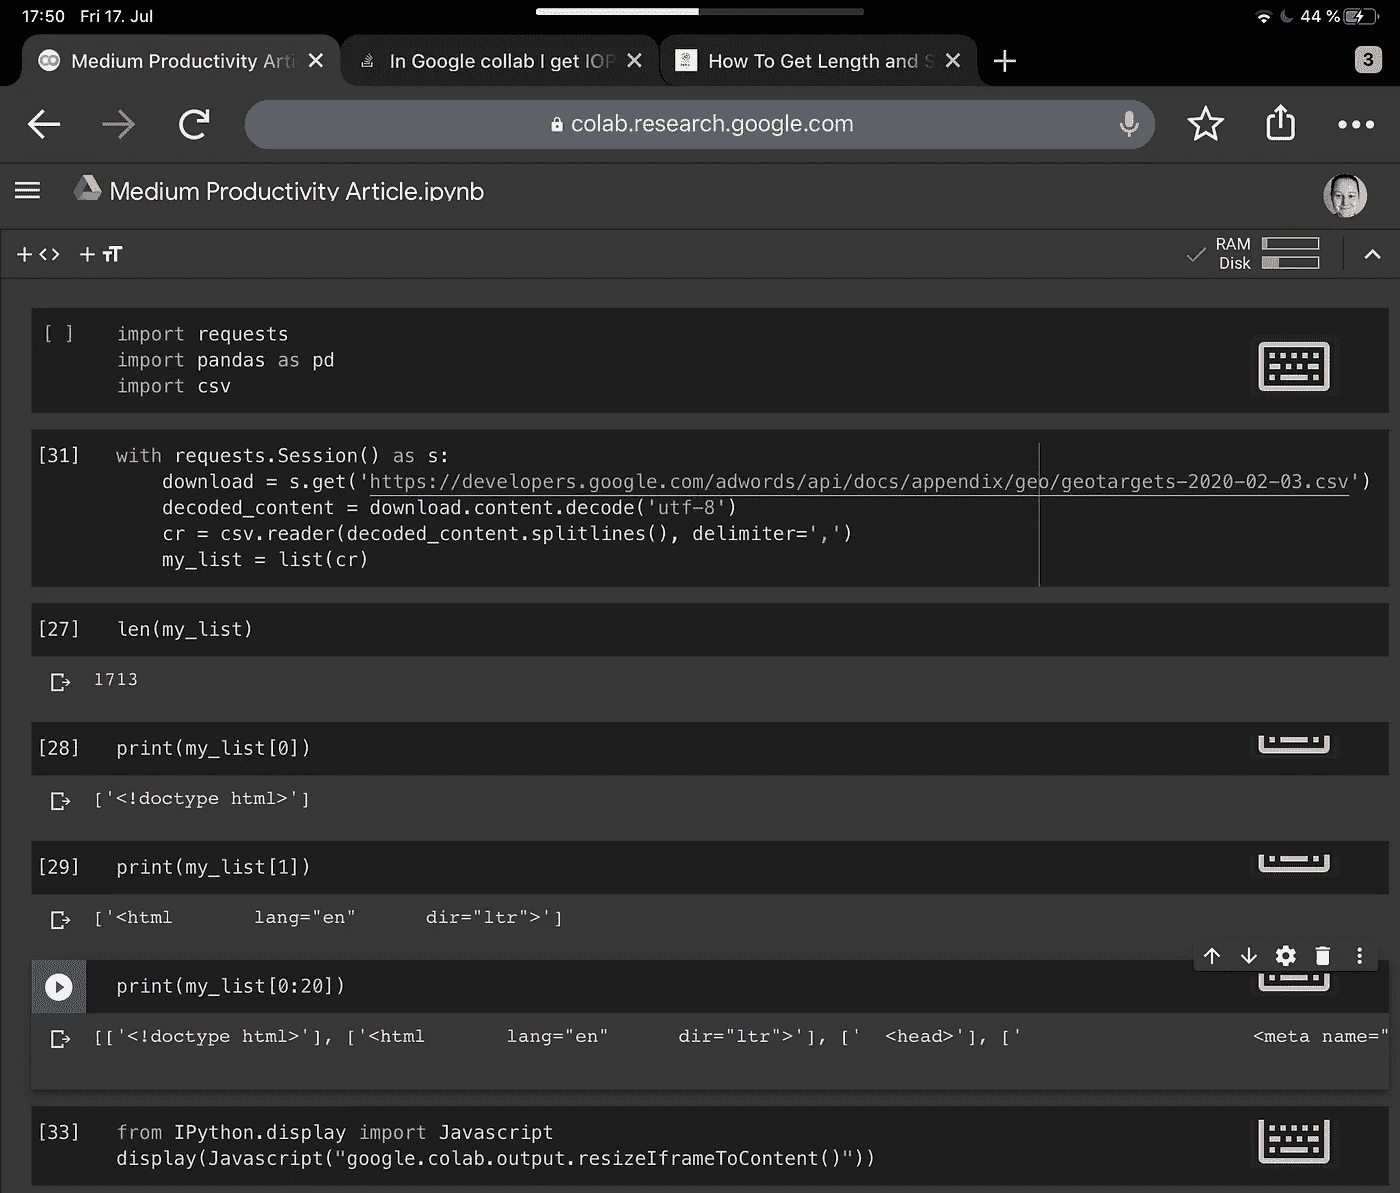 17:50 Fri 17. Jul
44 %
Medium Productivity Arti
In Google collab I get IOP
How To Get Length and S
3
colab.research.google.com
Medium Productivity Article.ipynb
RAM
Disk
[ ] import requests
import pandas as pd
import csv
[31] with requests.Session() as s:
download = s.get('https://developers.google.com/adwords/api/docs/appendix/geo/geotargets-2020-02-03.csv')
decoded_content = download.content.decode('utf-8')
cr = csv.reader(decoded_content.splitlines(), delimiter=',')
my_list = list(cr)
[27] len(my_list)
1713
[28] print(my_list[0])
['<!doctype html>']
[29] print(my_list[1])
['<html lang="en" dir="ltr">']
print(my_list[0:20])
[['<!doctype html>'], ['<html lang="en" dir="ltr">'], [' <head>'], [' <meta name="
[33] from IPython.display import Javascript
display(Javascript("google.colab.output.resizeIframeToContent()"))